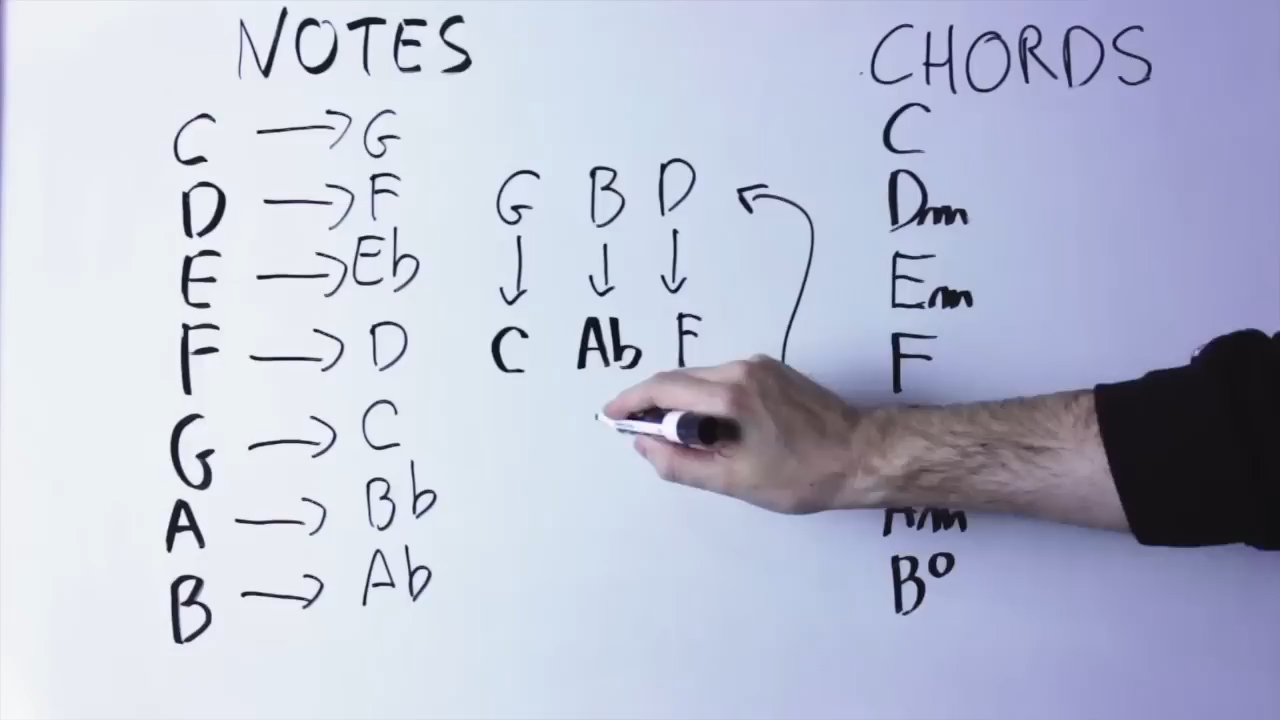 NOTES
C → G
D → F
E → Eb
F → D
G → C
A → Bb
B → Ab
G B D
↓ ↓ ↓
C Ab F
CHORDS
C
Dm
Em
F
Am
B°